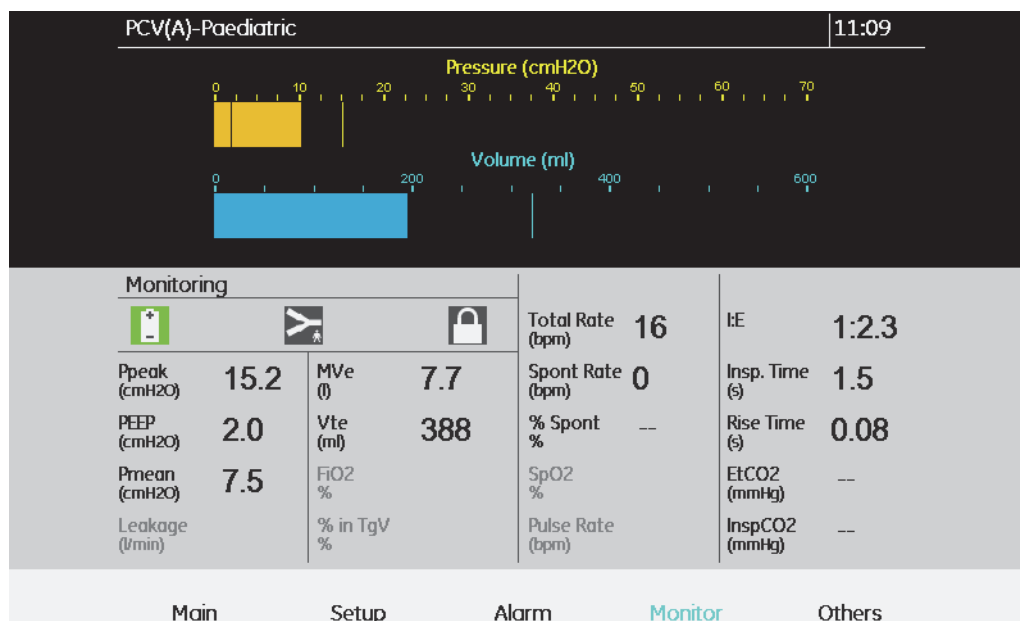 PCV(A)-Paediatric 11:09
Pressure (cmH2O)
0 10 20 30 40 50 60 70
Volume (ml)
0 200 400 600
Monitoring
Total Rate (bpm) 16
I:E 1:2.3
Ppeak (cmH2O) 15.2
MVe (l) 7.7
Spont Rate (bpm) 0
Insp. Time (s) 1.5
PEEP (cmH2O) 2.0
Vte (ml) 388
% Spont % --
Rise Time (s) 0.08
Pmean (cmH2O) 7.5
FiO2 %
SpO2 %
EtCO2 (mmHg) --
Leakage (l/min)
% in TgV %
Pulse Rate (bpm)
InspCO2 (mmHg) --
Main Setup Alarm Monitor Others